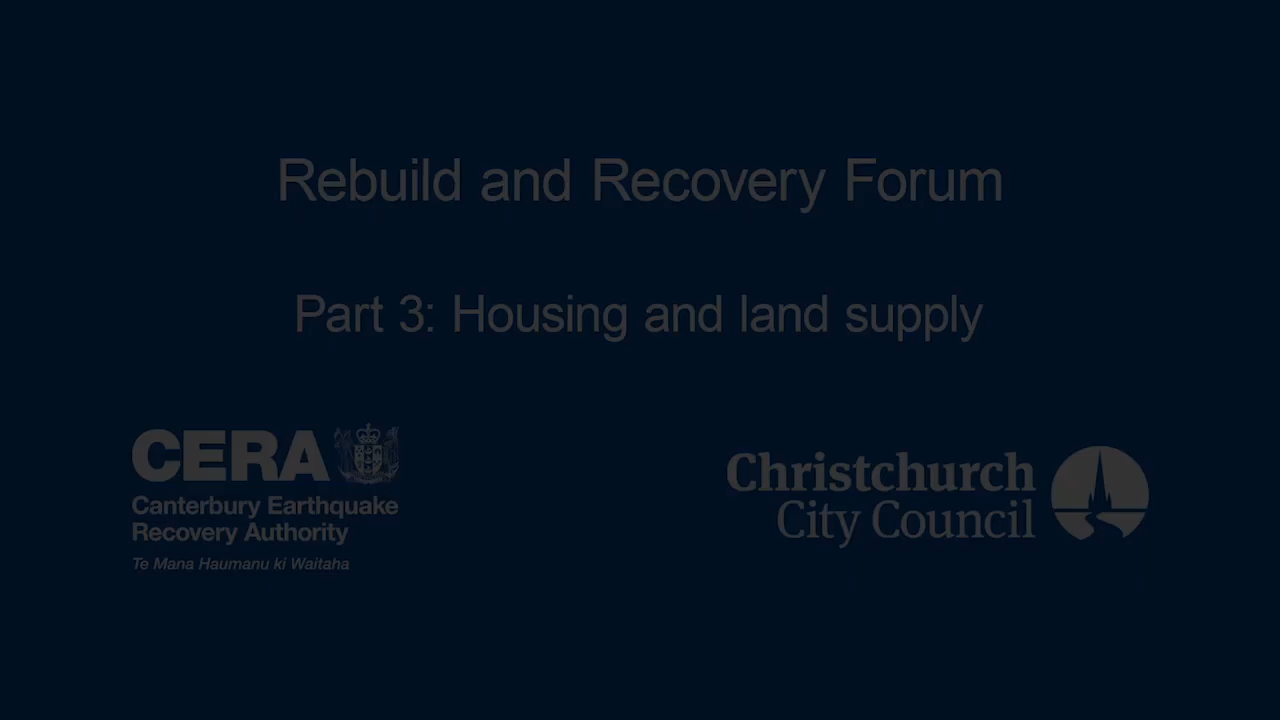 Rebuild and Recovery Forum
Part 3: Housing and land supply
CERA
Canterbury Earthquake
Recovery Authority
Te Mana Haumanu ki Waitaha
Christchurch
City Council